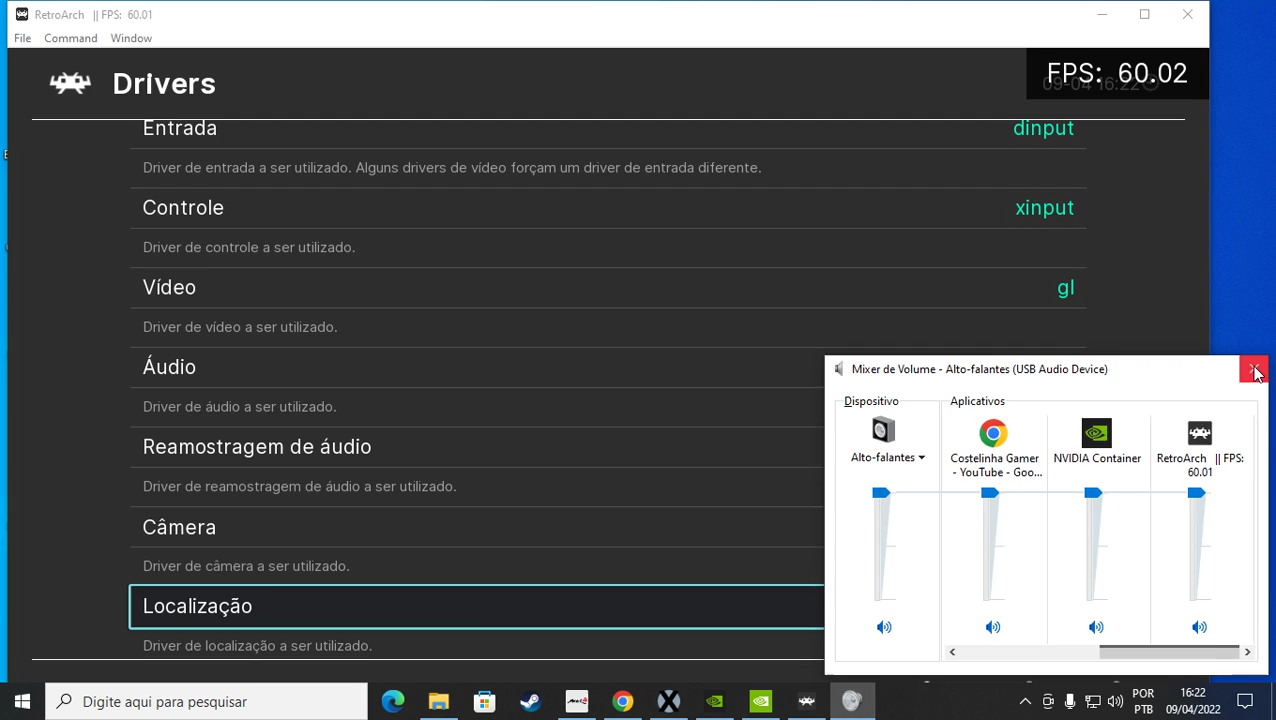 RetroArch || FPS: 60.01
File Command Window
Drivers
FPS: 60.02
09-04 16:22
Entrada dinput
Driver de entrada a ser utilizado. Alguns drivers de vídeo forçam um driver de entrada diferente.
Controle xinput
Driver de controle a ser utilizado.
Vídeo gl
Driver de vídeo a ser utilizado.
Áudio
Driver de áudio a ser utilizado.
Reamostragem de áudio
Driver de reamostragem de áudio a ser utilizado.
Câmera
Driver de câmera a ser utilizado.
Localização
Driver de localização a ser utilizado.
Mixer de Volume - Alto-falantes (USB Audio Device)
Dispositivo Aplicativos
Alto-falantes
Costelinha Gamer
- YouTube - Goo...
NVIDIA Container
RetroArch || FPS:
60.01
Digite aqui para pesquisar
POR
PTB
16:22
09/04/2022